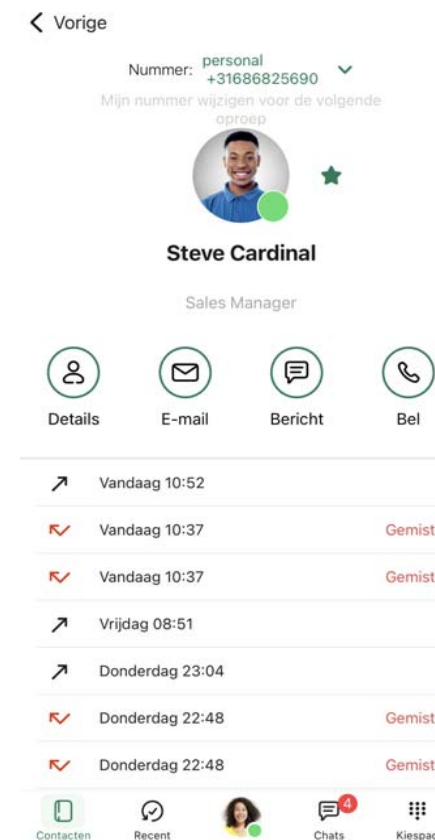 Vorige
Nummer: personal
+31686825690
Mijn nummer wijzigen voor de volgende
oproep
Steve Cardinal
Sales Manager
Details E-mail Bericht Bel
Vandaag 10:52
Vandaag 10:37 Gemist
Vandaag 10:37 Gemist
Vrijdag 08:51
Donderdag 23:04
Donderdag 22:48 Gemist
Donderdag 22:48 Gemist
4
Contacten Recent Chats Kiespad